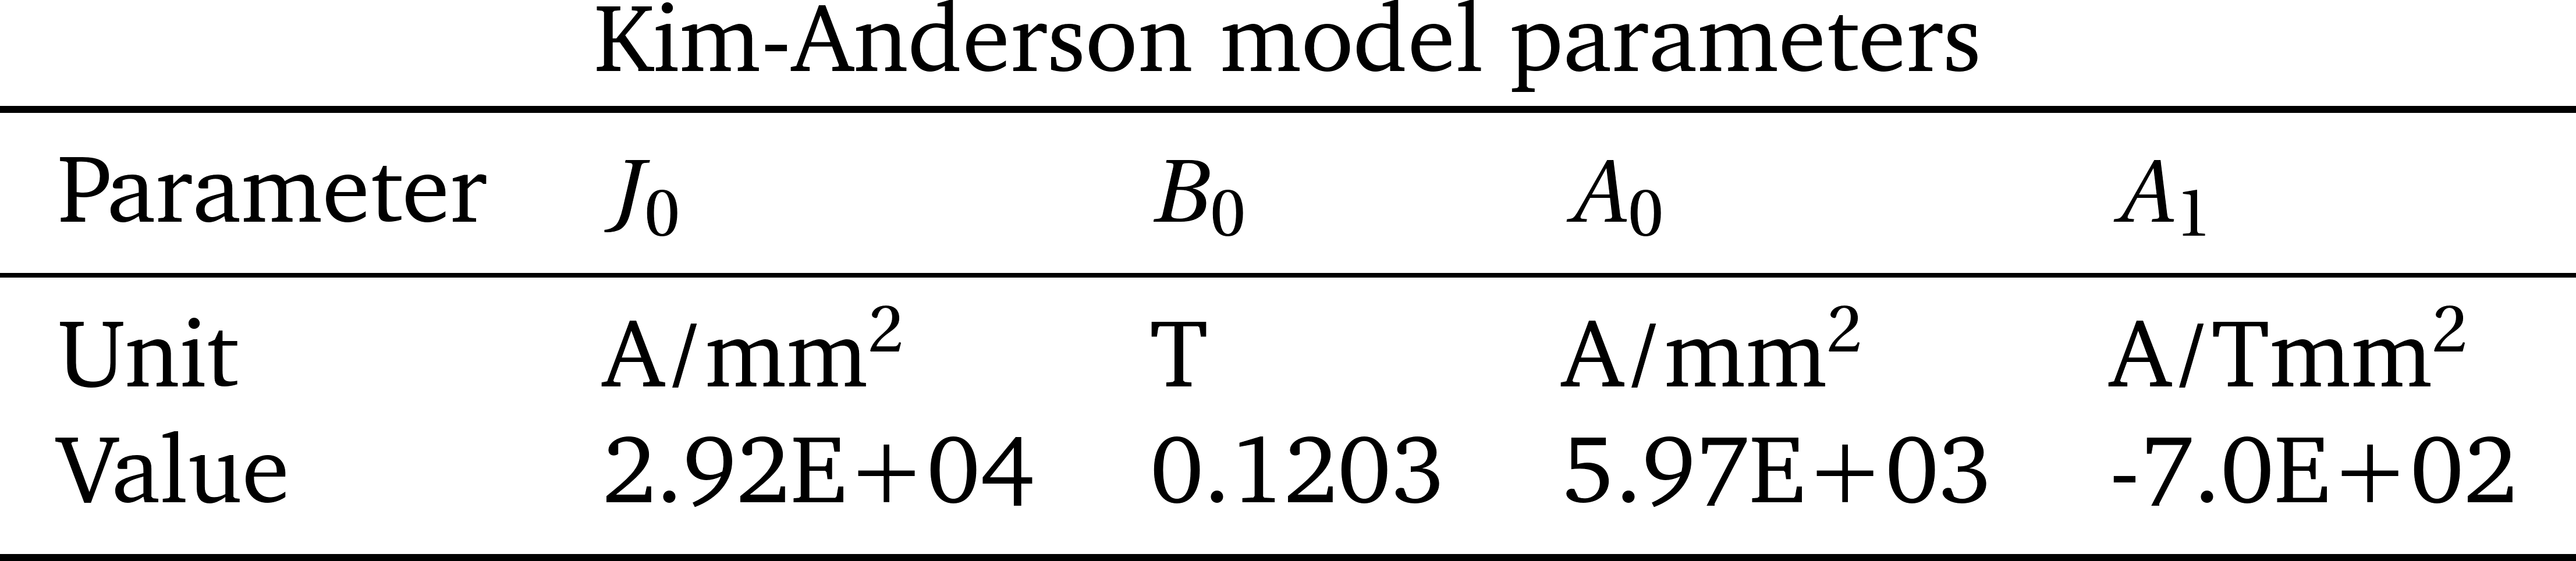 Kim-Anderson model parameters
Parameter J₀ B₀ A₀ A₁
Unit A/mm² T A/mm² A/Tmm²
Value 2.92E+04 0.1203 5.97E+03 -7.0E+02